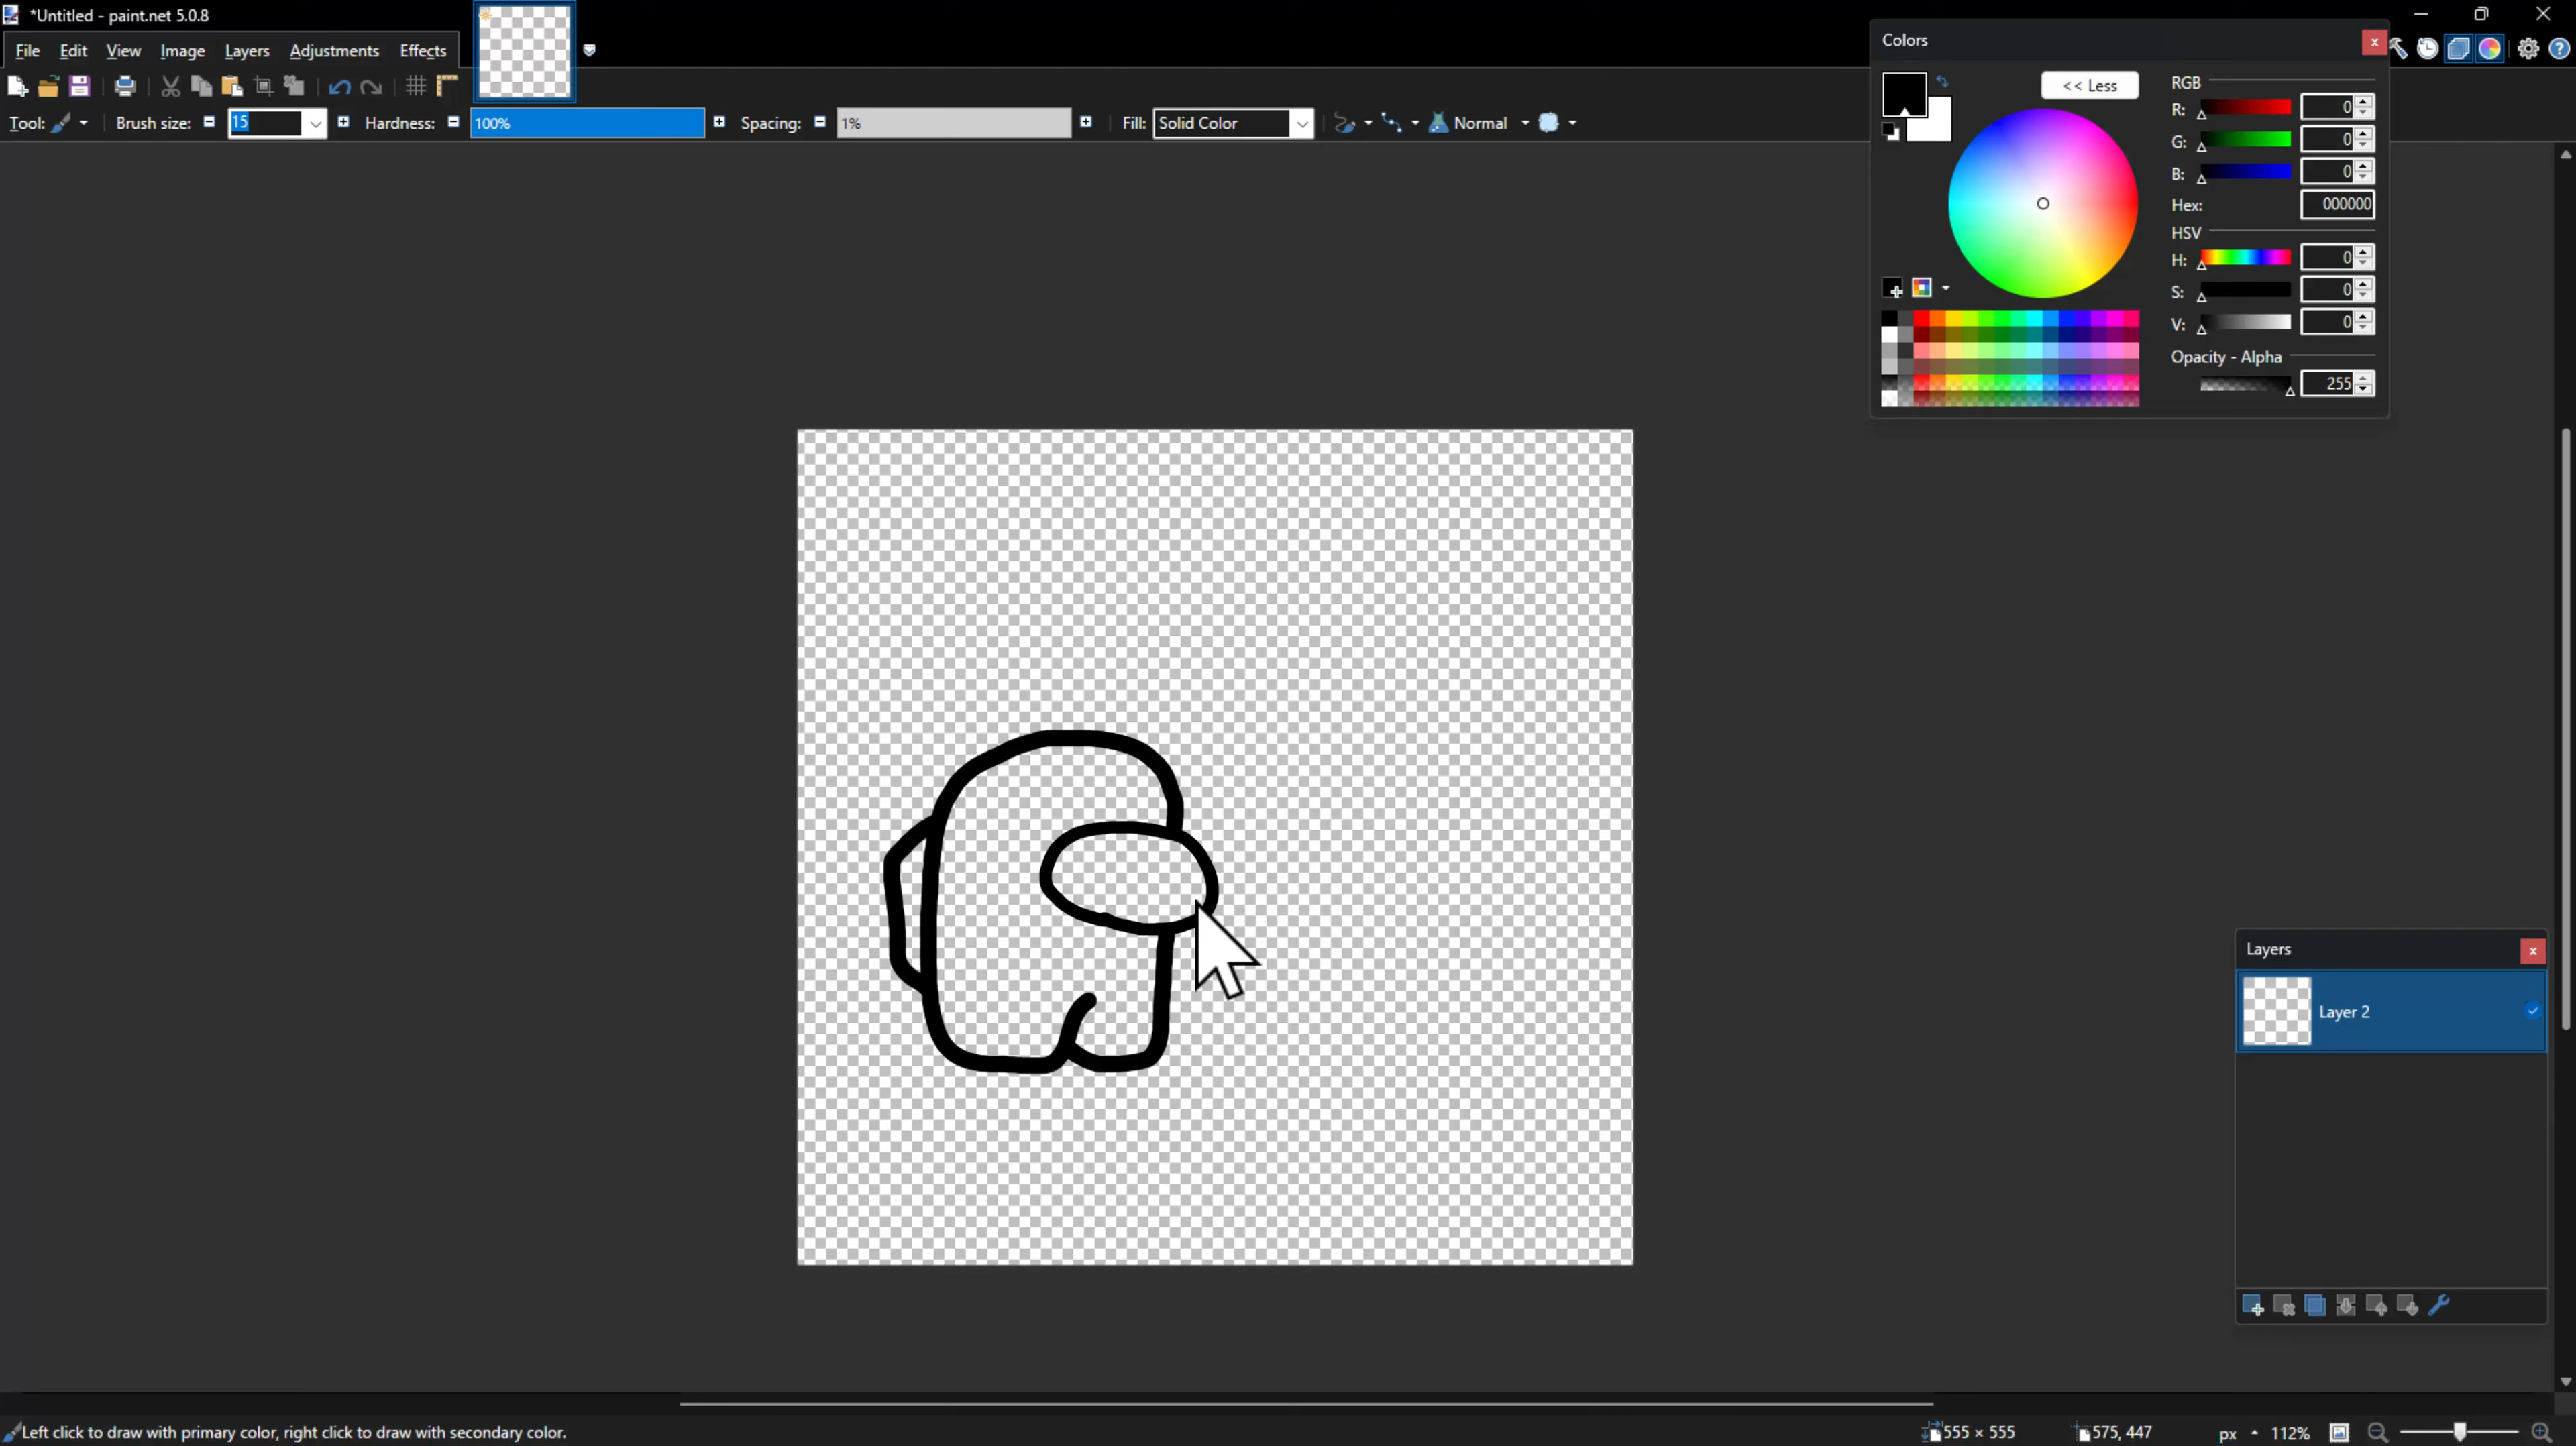 *Untitled - paint.net 5.0.8
File Edit View Image Layers Adjustments Effects
Tool: Brush size: 15 Hardness: 100% Spacing: 1% Fill: Solid Color Normal
Colors
<< Less
RGB
R: 0
G: 0
B: 0
Hex: 000000
HSV
H: 0
S: 0
V: 0
Opacity - Alpha
255
Layers
Layer 2
Left click to draw with primary color, right click to draw with secondary color.
555 × 555 575, 447 px 112%